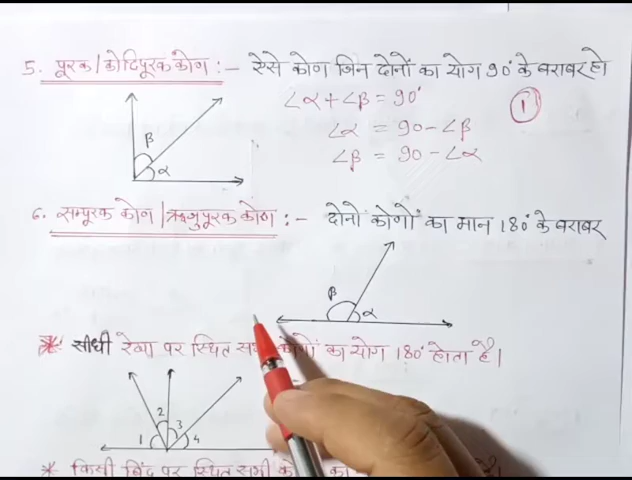 5. पूरक/कोटिपूरक कोण :- ऐसे कोण जिन दोनों का योग 90° के बराबर हो
∠α + ∠β = 90°
①
∠α = 90 - ∠β
∠β = 90 - ∠α
β
α
6. सम्पूरक कोण/ऋजुपूरक कोण :- दोनों कोणों का मान 180° के बराबर
β
α
* सीधी रेखा पर स्थित सभी कोणों का योग 180° होता है।
1 2 3 4
* किसी बिंदु पर स्थित सभी का